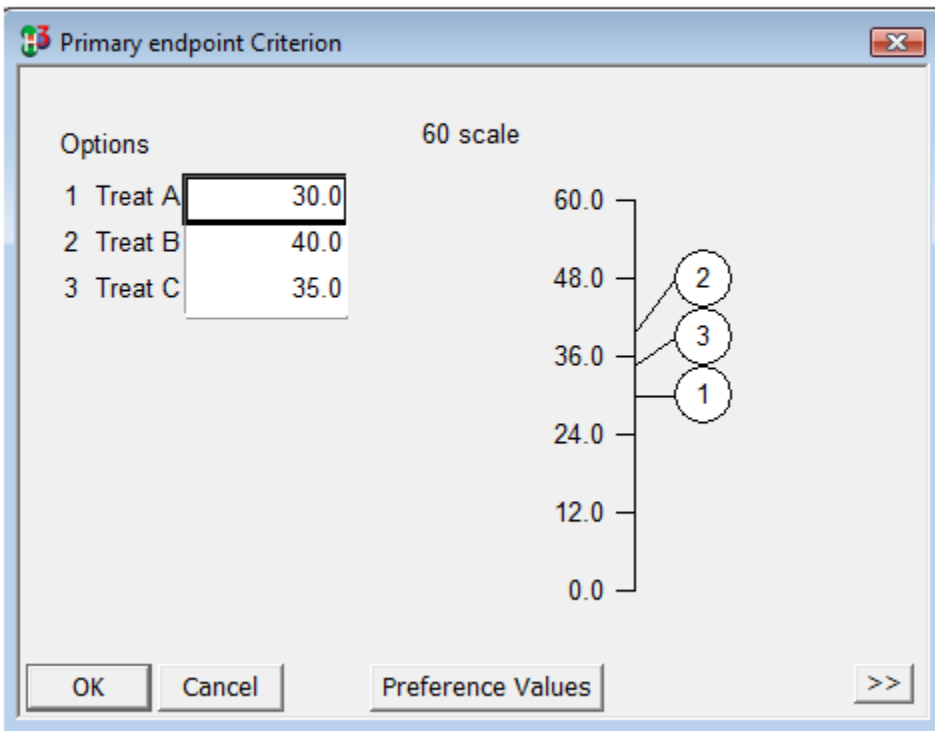 Primary endpoint Criterion
Options
60 scale
1 Treat A 30.0
2 Treat B 40.0
3 Treat C 35.0
60.0
48.0
36.0
24.0
12.0
0.0
2
3
1
OK
Cancel
Preference Values
>>